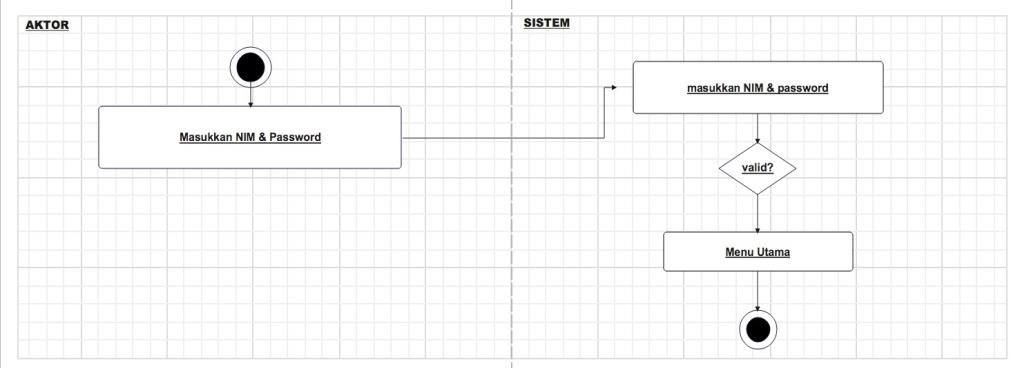 AKTOR
SISTEM
masukkan NIM & password
Masukkan NIM & Password
valid?
Menu Utama